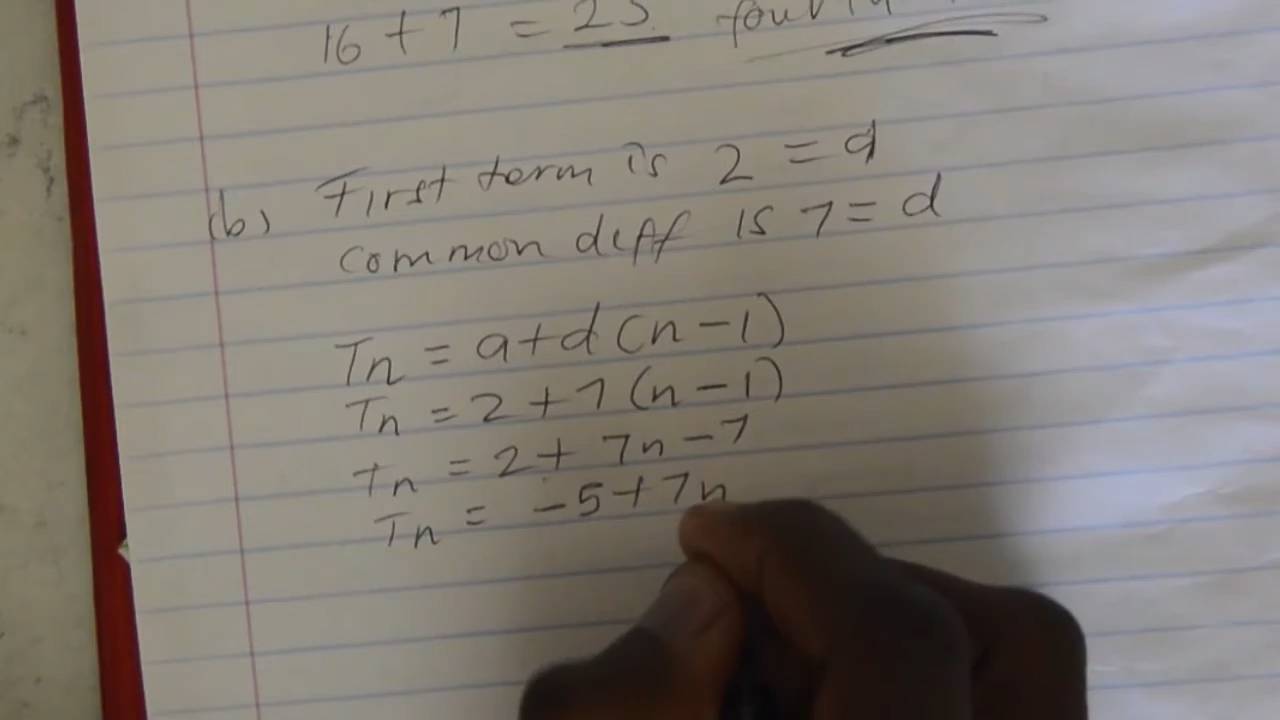 16 + 7 = 23
(b) First term is 2 = a
common diff is 7 = d
Tn = a + d (n - 1)
Tn = 2 + 7 (n - 1)
Tn = 2 + 7n - 7
Tn = -5 + 7n